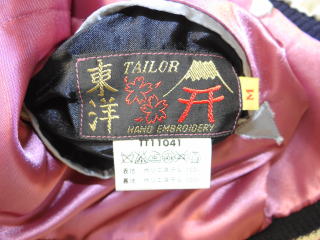 東洋
TAILOR
HAND EMBROIDERY
M
TT11041